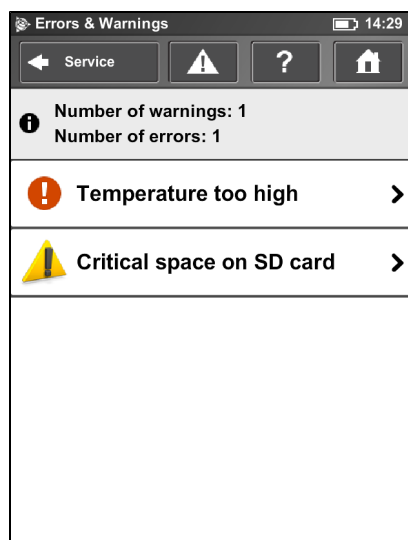 Errors & Warnings 14:29
Service ?
Number of warnings: 1
Number of errors: 1
Temperature too high
Critical space on SD card